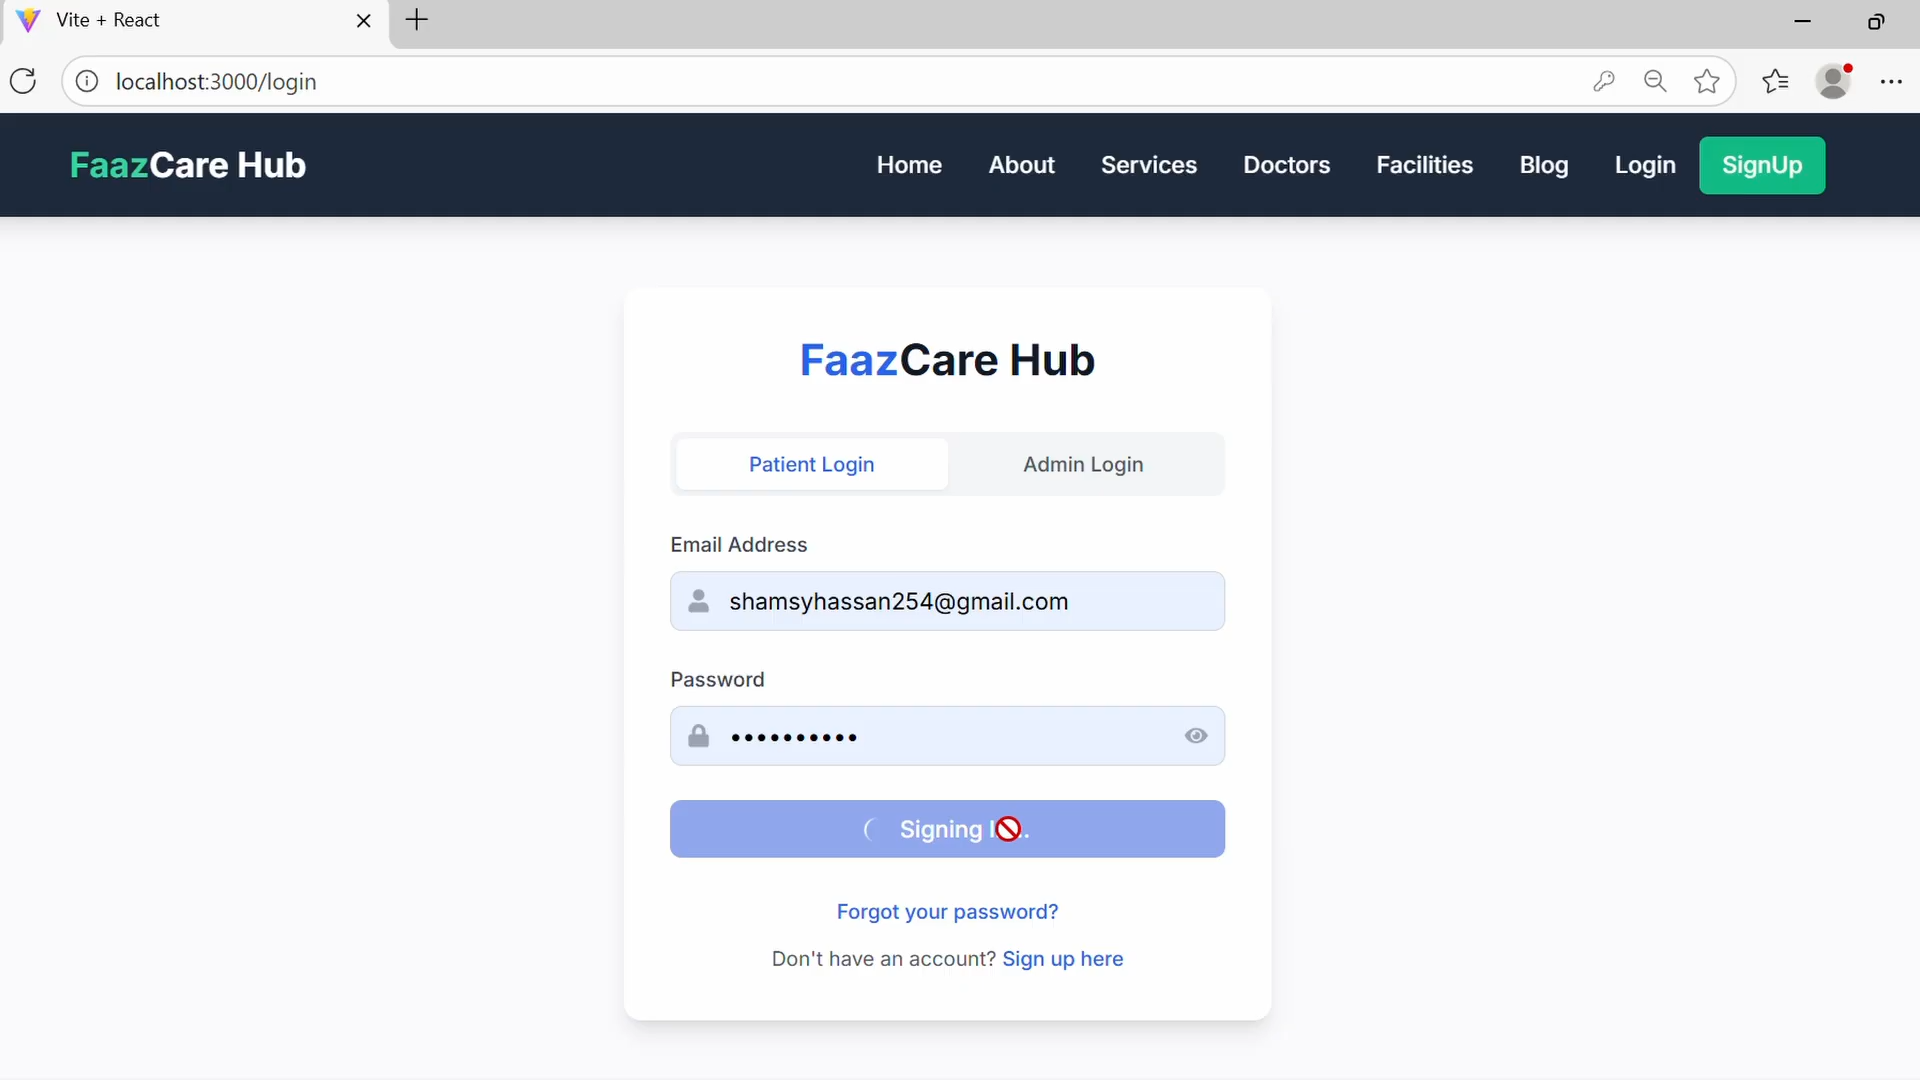 Vite + React
localhost:3000/login
FaazCare Hub
Home About Services Doctors Facilities Blog Login SignUp
FaazCare Hub
Patient Login Admin Login
Email Address
shamsyhassan254@gmail.com
Password
Signing
Forgot your password?
Don't have an account? Sign up here